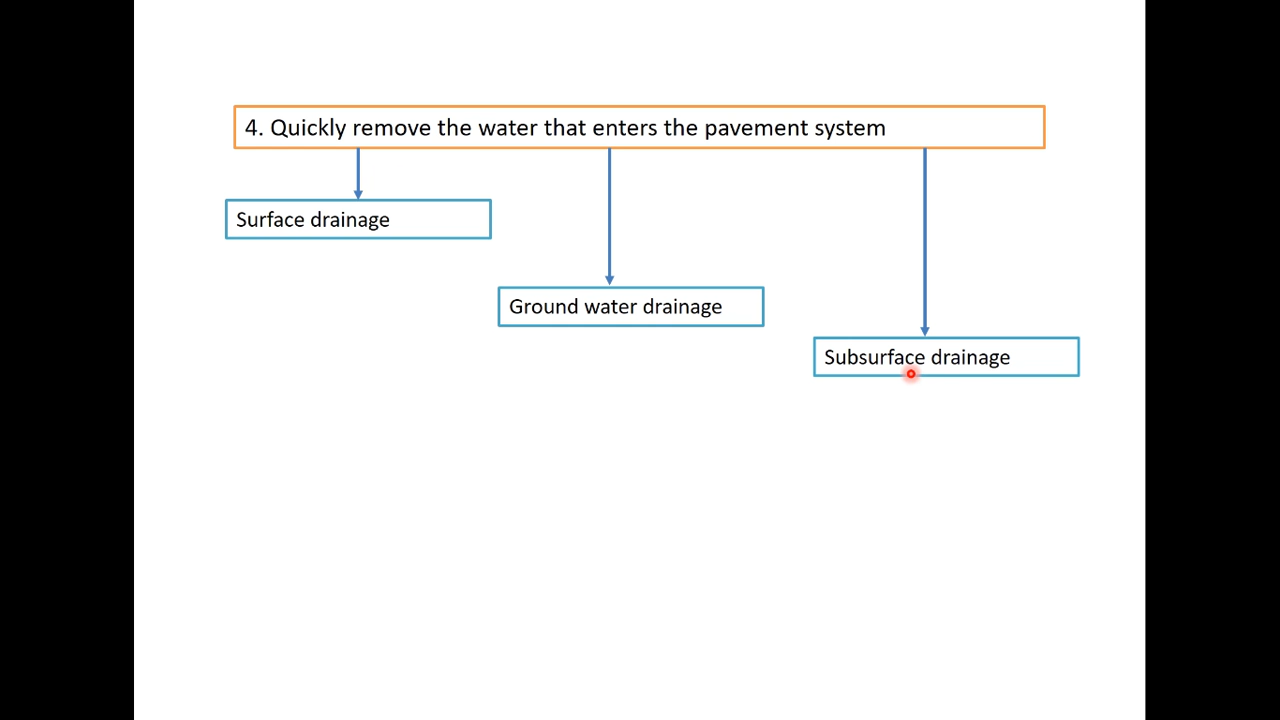 4. Quickly remove the water that enters the pavement system
Surface drainage
Ground water drainage
Subsurface drainage